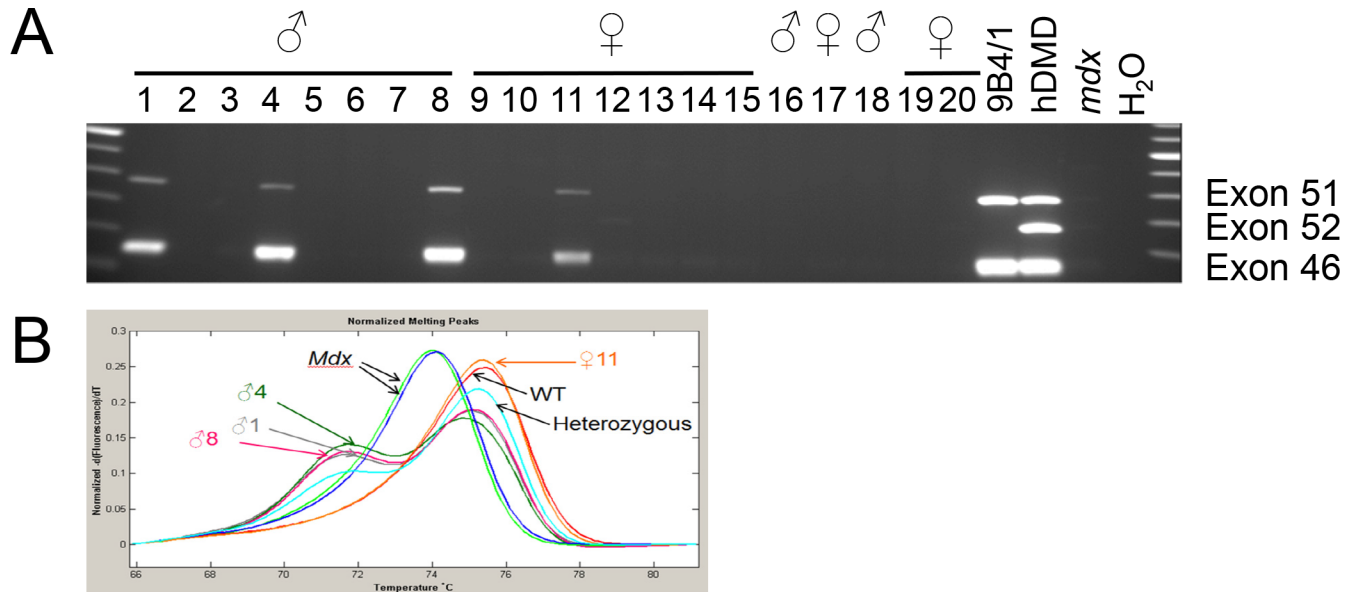 A
♂ ♀ ♂ ♀ ♂ ♀
1 2 3 4 5 6 7 8 9 10 11 12 13 14 15 16 17 18 19 20 9B4/1 hDMD mdx H₂O
Exon 51
Exon 52
Exon 46
B
Normalized Melting Peaks
Normalized d(Fluorescence)/dT
0.3
0.25
0.2
0.15
0.1
0.05
0
Mdx
♀11
♂4
WT
♂1
Heterozygous
♂8
66 68 70 72 74 76 78 80
Temperature °C